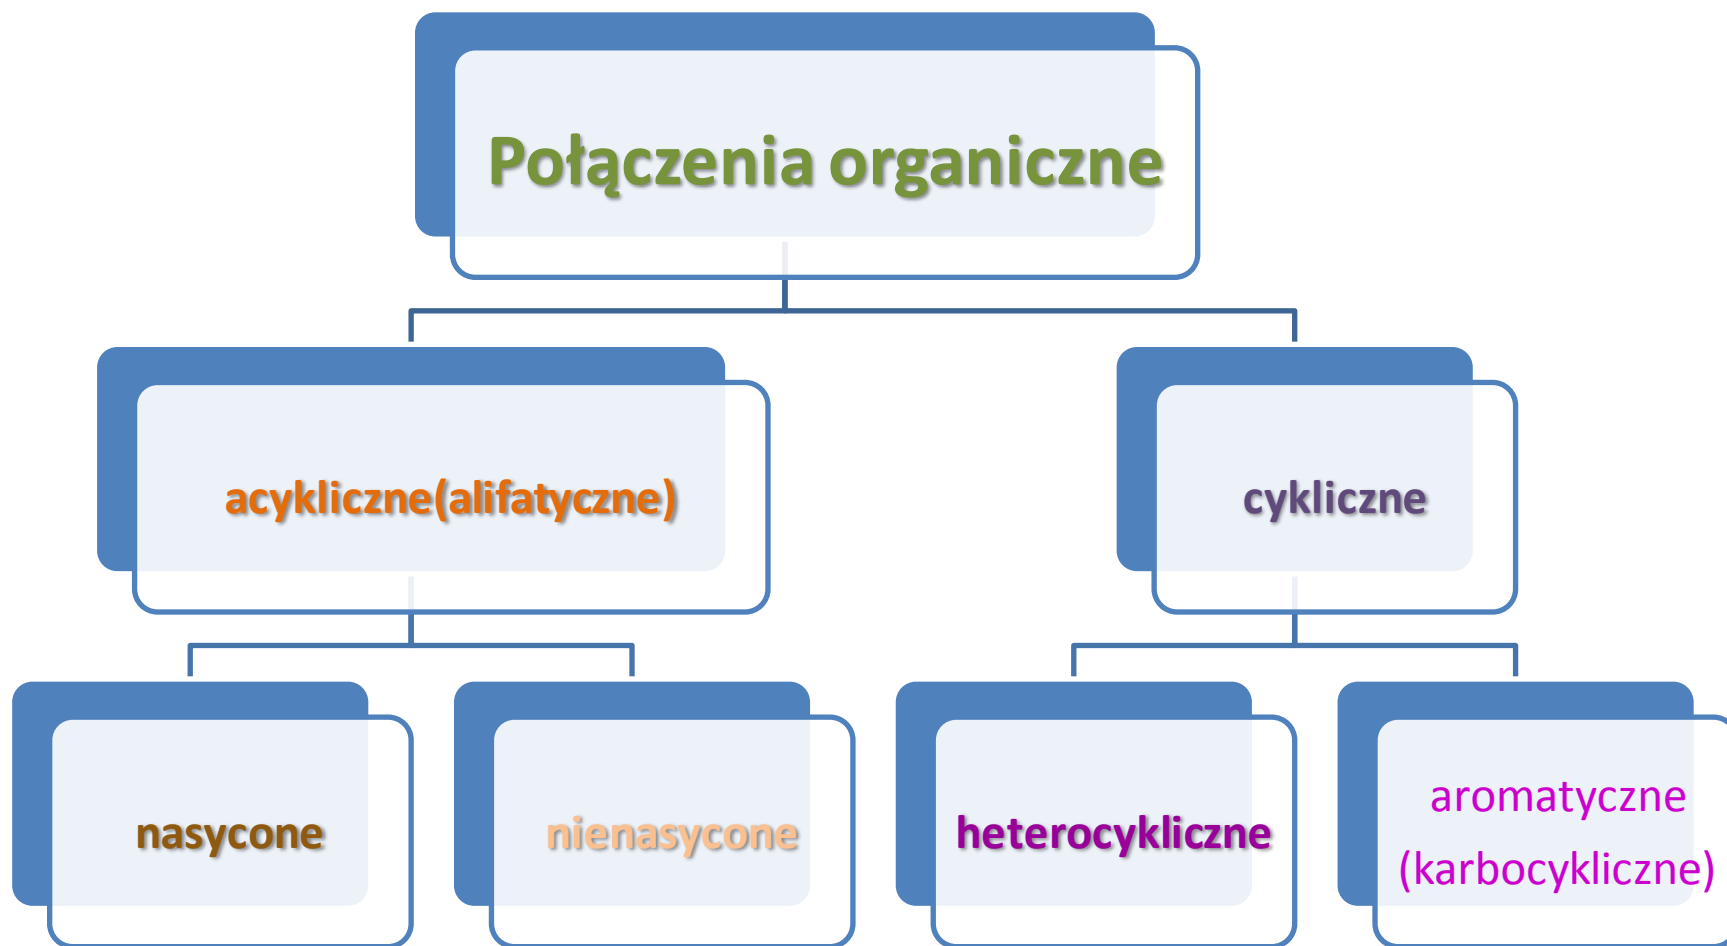 Połączenia organiczne
acykliczne(alifatyczne)
cykliczne
nasycone
nienasycone
heterocykliczne
aromatyczne
(karbocykliczne)